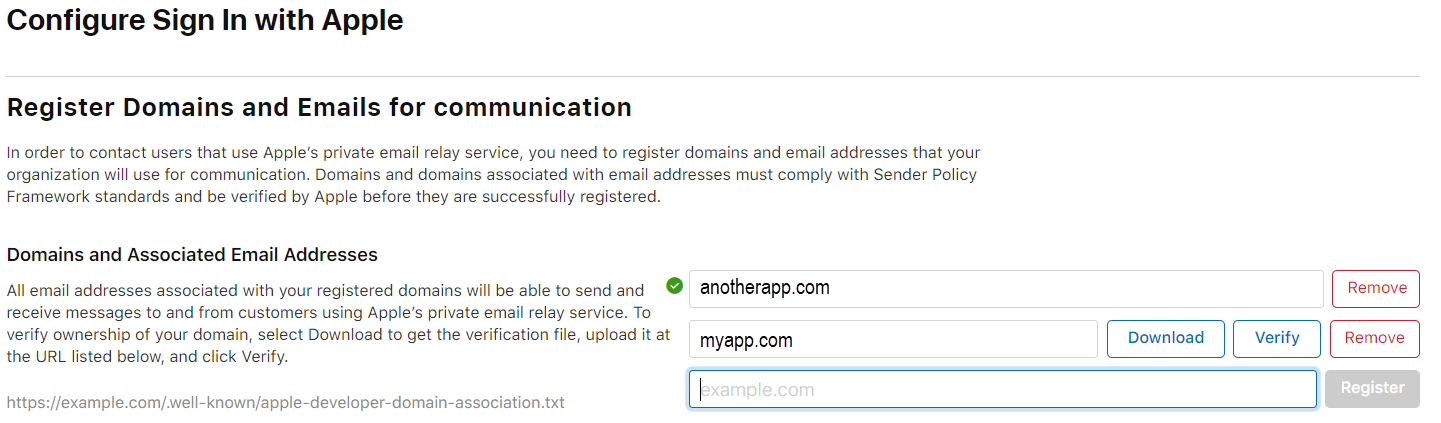 Configure Sign In with Apple
Register Domains and Emails for communication
In order to contact users that use Apple’s private email relay service, you need to register domains and email addresses that your
organization will use for communication. Domains and domains associated with email addresses must comply with Sender Policy
Framework standards and be verified by Apple before they are successfully registered.
Domains and Associated Email Addresses
All email addresses associated with your registered domains will be able to send and
receive messages to and from customers using Apple’s private email relay service. To
verify ownership of your domain, select Download to get the verification file, upload it at
the URL listed below, and click Verify.
https://example.com/.well-known/apple-developer-domain-association.txt
anotherapp.com Remove
myapp.com Download Verify Remove
example.com Register